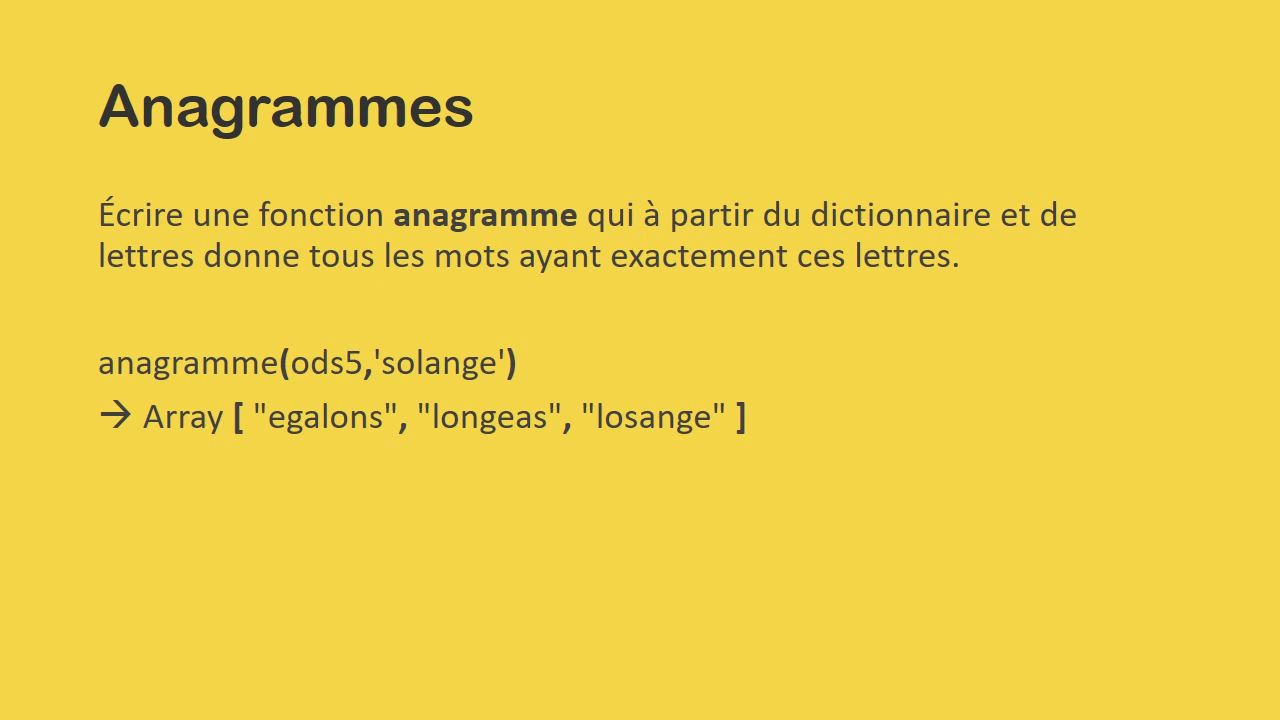 Anagrammes
Écrire une fonction anagramme qui à partir du dictionnaire et de
lettres donne tous les mots ayant exactement ces lettres.
anagramme(ods5,'solange')
→ Array [ "egalons", "longeas", "losange" ]